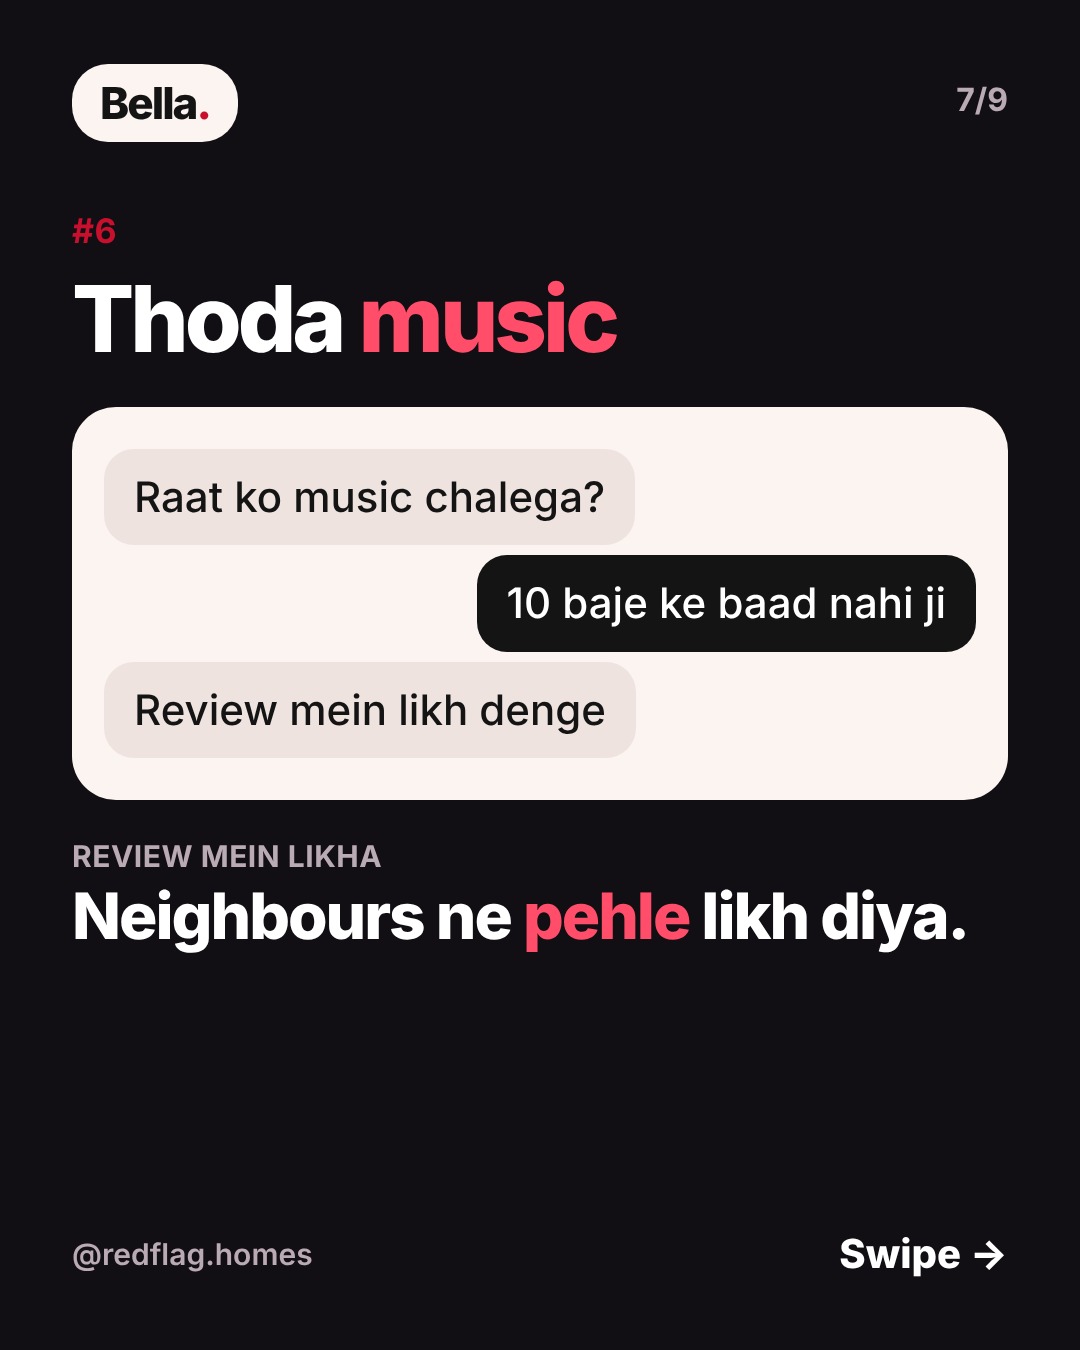 Bella.
7/9
#6
Thoda music
Raat ko music chalega?
10 baje ke baad nahi ji
Review mein likh denge
REVIEW MEIN LIKHA
Neighbours ne pehle likh diya.
@redflag.homes
Swipe →